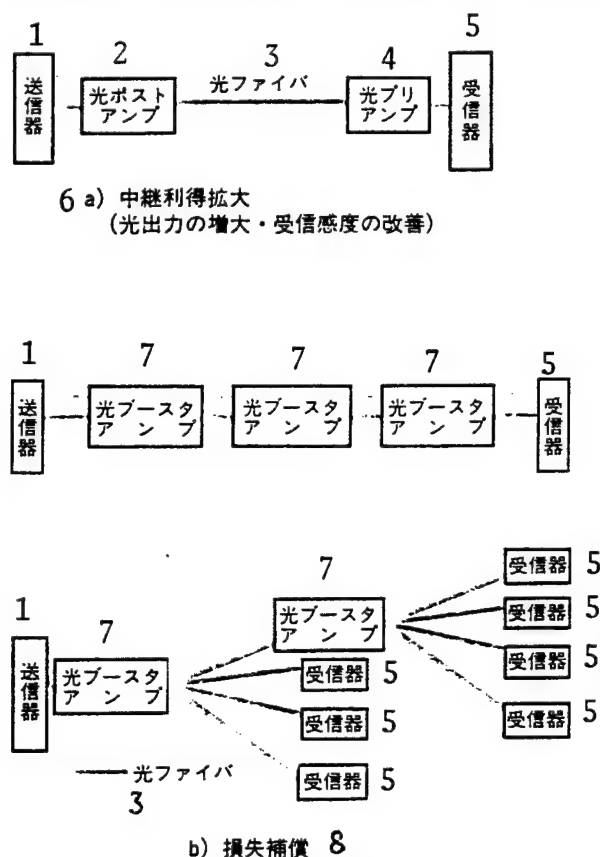 1
2
3
4
5
送信器
光ポスト
アンプ
光ファイバ
光プリ
アンプ
受信器
6 a) 中継利得拡大
(光出力の増大・受信感度の改善)
1
7
7
7
5
送信器
光ブースタ
アンプ
光ブースタ
アンプ
光ブースタ
アンプ
受信器
7
受信器 5
光ブースタ
アンプ
受信器 5
1
7
送信器
光ブースタ
アンプ
受信器 5
受信器 5
受信器 5
受信器 5
光ファイバ
3
受信器 5
b) 損失補償 8